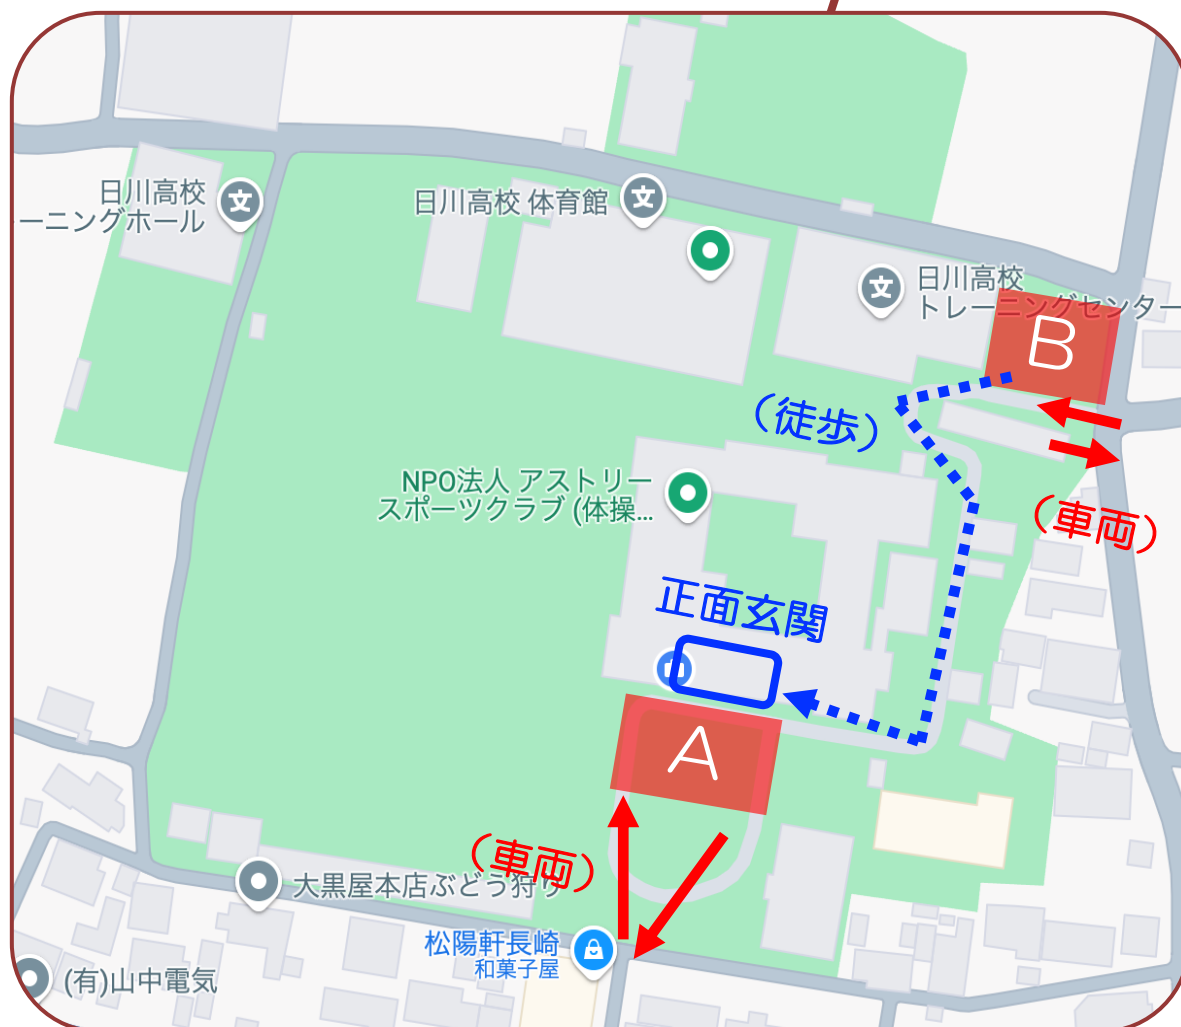 日川高校
ーニングホール
日川高校 体育館
文
文
文
日川高校
トレーニングセンター
B
（徒歩）
NPO法人 アストリー
スポーツクラブ (体操...
（車両）
正面玄関
A
（車両）
大黒屋本店ぶどう狩り
松陽軒長崎
和菓子屋
(有)山中電気